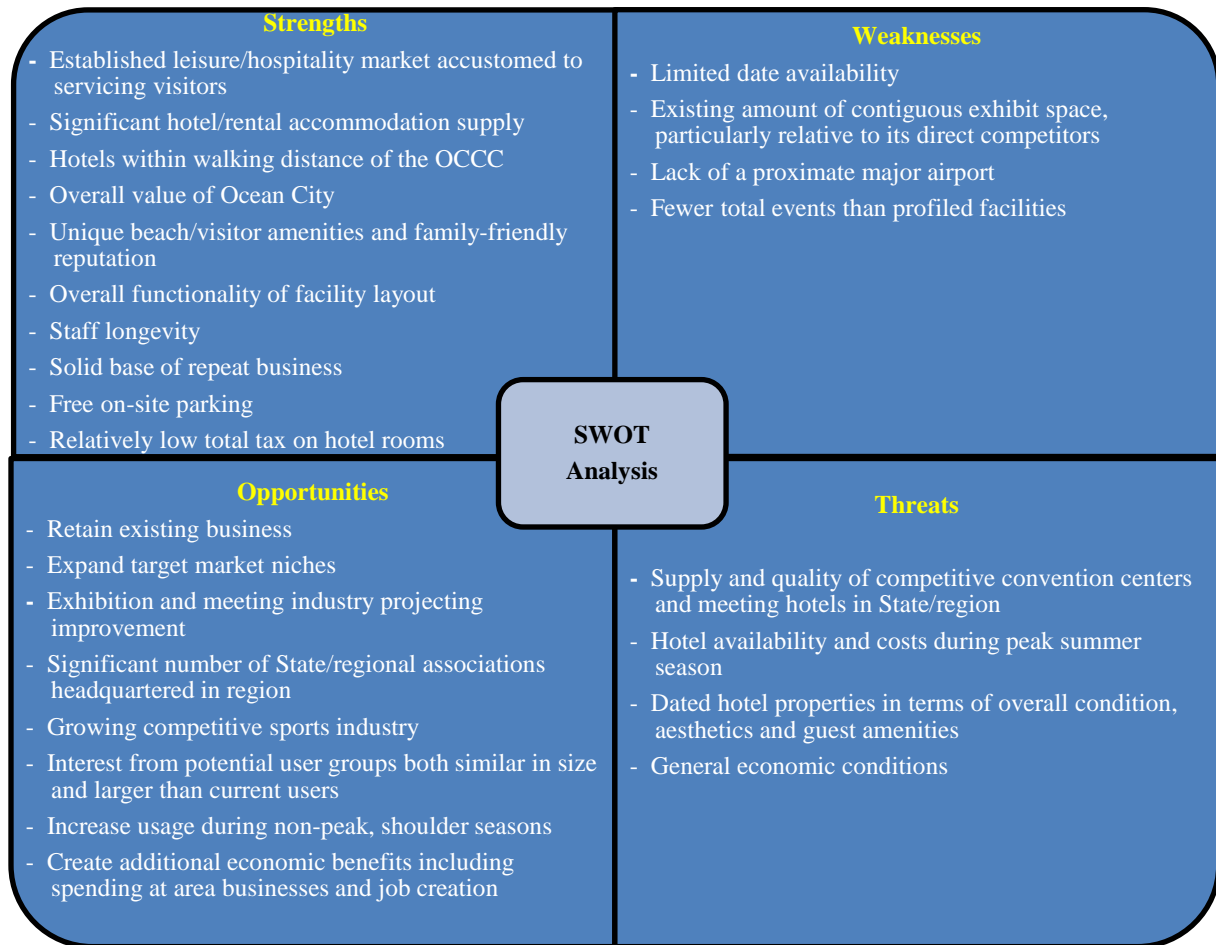 Strengths
- Established leisure/hospitality market accustomed to
servicing visitors
- Significant hotel/rental accommodation supply
- Hotels within walking distance of the OCCC
- Overall value of Ocean City
- Unique beach/visitor amenities and family-friendly
reputation
- Overall functionality of facility layout
- Staff longevity
- Solid base of repeat business
- Free on-site parking
- Relatively low total tax on hotel rooms
Weaknesses
- Limited date availability
- Existing amount of contiguous exhibit space,
particularly relative to its direct competitors
- Lack of a proximate major airport
- Fewer total events than profiled facilities
SWOT
Analysis
Opportunities
- Retain existing business
- Expand target market niches
- Exhibition and meeting industry projecting
improvement
- Significant number of State/regional associations
headquartered in region
- Growing competitive sports industry
- Interest from potential user groups both similar in size
and larger than current users
- Increase usage during non-peak, shoulder seasons
- Create additional economic benefits including
spending at area businesses and job creation
Threats
- Supply and quality of competitive convention centers
and meeting hotels in State/region
- Hotel availability and costs during peak summer
season
- Dated hotel properties in terms of overall condition,
aesthetics and guest amenities
- General economic conditions